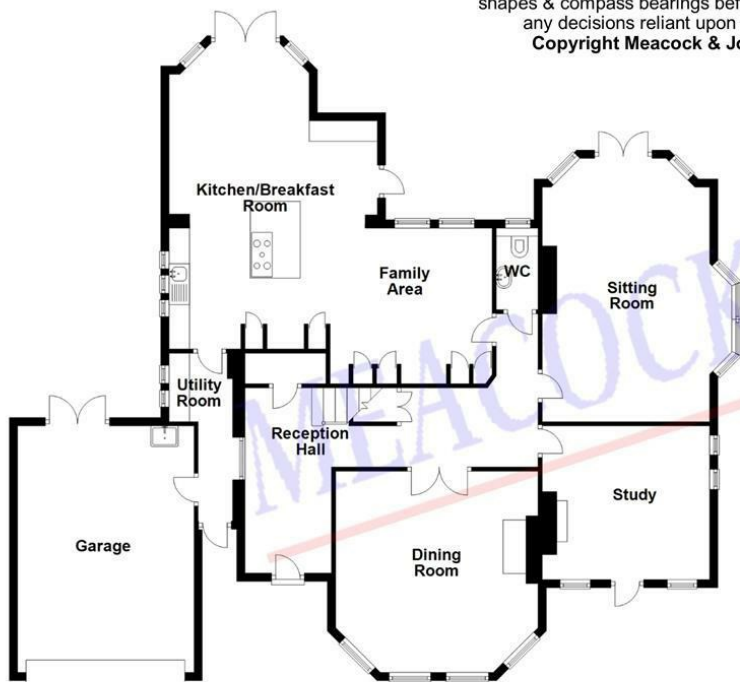 shapes & compass bearings bef
any decisions reliant upon
Copyright Meacock & Jo
Kitchen/Breakfast
Room
Family
Area
WC
Sitting
Room
Utility
Room
Reception
Hall
Study
Garage
Dining
Room
MEACOCK